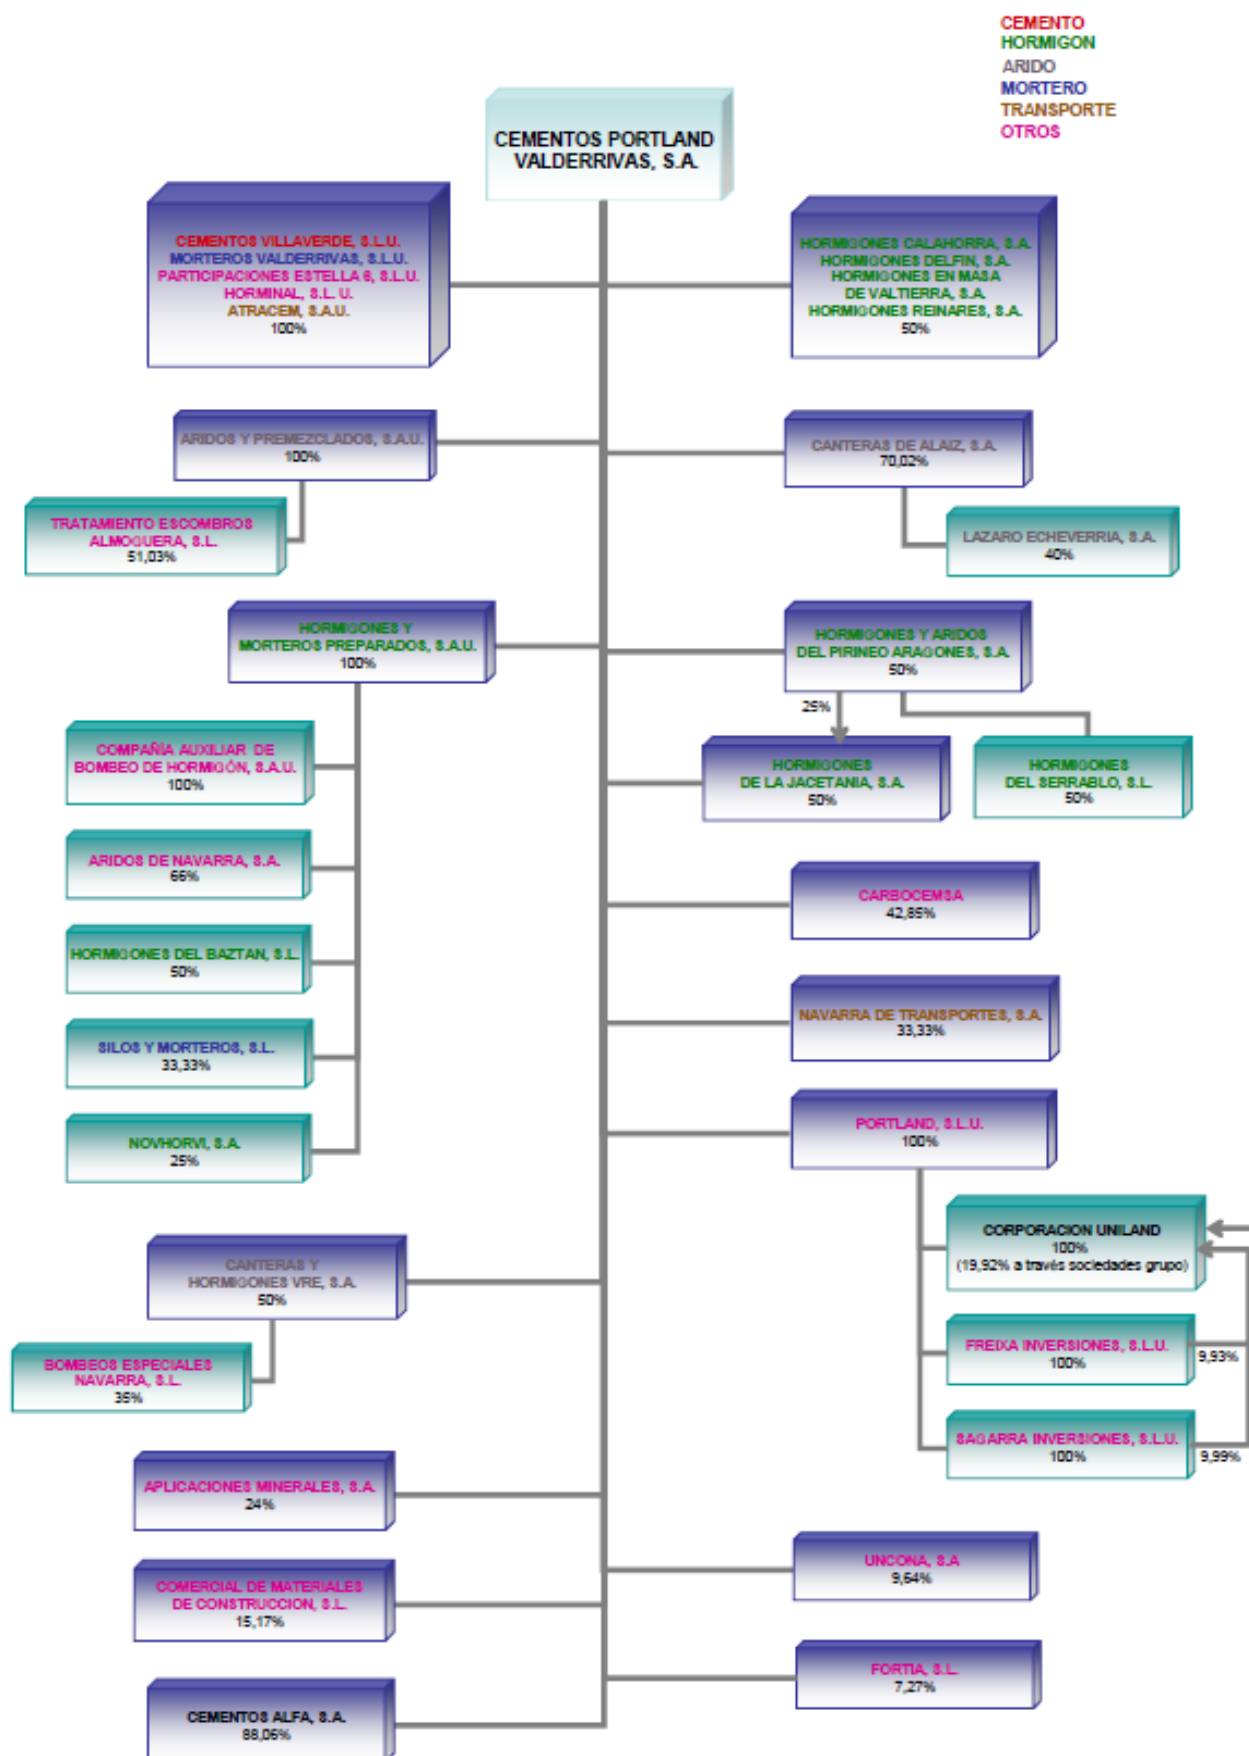 CEMENTO
HORMIGON
ARIDO
MORTERO
TRANSPORTE
OTROS
CEMENTOS PORTLAND
VALDERRIVAS, S.A.
CEMENTOS VILLAVERDE, S.L.U.
MORTEROS VALDERRIVAS, S.L.U.
PARTICIPACIONES ESTELLA 6, S.L.U.
HORMINAL, S.L. U.
ATRACEM, S.A.U.
100%
HORMIGONES CALAHORRA, S.A.
HORMIGONES DELFIN, S.A.
HORMIGONES EN MASA
DE VALTIERRA, S.A.
HORMIGONES REINARES, S.A.
50%
ARIDOS Y PREMEZCLADOS, S.A.U.
100%
CANTERAS DE ALAIZ, S.A.
70,02%
TRATAMIENTO ESCOMBROS
ALMOGUERA, S.L.
51,03%
LAZARO ECHEVERRIA, S.A.
40%
HORMIGONES Y
MORTEROS PREPARADOS, S.A.U.
100%
HORMIGONES Y ARIDOS
DEL PIRINEO ARAGONES, S.A.
50%
25%
COMPAÑÍA AUXILIAR DE
BOMBEO DE HORMIGÓN, S.A.U.
100%
HORMIGONES
DE LA JACETANIA, S.A.
50%
HORMIGONES
DEL SERRABLO, S.L.
50%
ARIDOS DE NAVARRA, S.A.
66%
CARBOCEMSA
42,85%
HORMIGONES DEL BAZTAN, S.L.
50%
NAVARRA DE TRANSPORTES, S.A.
33,33%
SILOS Y MORTEROS, S.L.
33,33%
NOVHORVI, S.A.
25%
PORTLAND, S.L.U.
100%
CORPORACION UNILAND
100%
(19,92% a través sociedades grupo)
CANTERAS Y
HORMIGONES VRE, S.A.
50%
FREIXA INVERSIONES, S.L.U.
100%
9,93%
BOMBEOS ESPECIALES
NAVARRA, S.L.
35%
SAGARRA INVERSIONES, S.L.U.
100%
9,99%
APLICACIONES MINERALES, S.A.
24%
UNCONA, S.A
9,64%
COMERCIAL DE MATERIALES
DE CONSTRUCCION, S.L.
15,17%
FORTIA, S.L.
7,27%
CEMENTOS ALFA, S.A.
88,06%